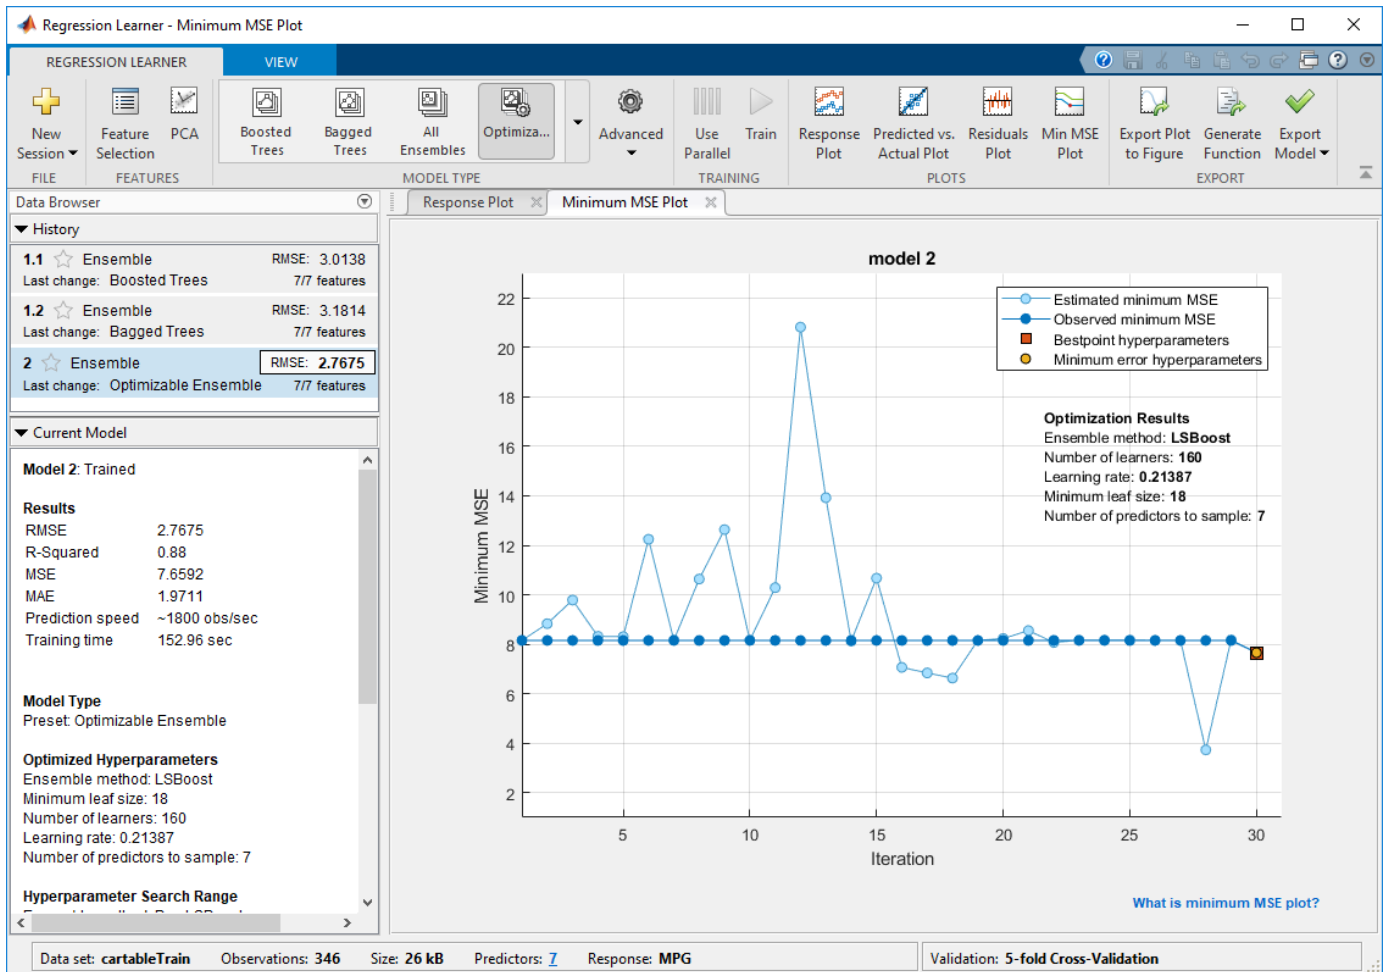 Regression Learner - Minimum MSE Plot
REGRESSION LEARNER
VIEW
New Session
Feature Selection
PCA
Boosted Trees
Bagged Trees
All Ensembles
Optimiza...
Advanced
Use Parallel
Train
Response Plot
Predicted vs. Actual Plot
Residuals Plot
Min MSE Plot
Export Plot to Figure
Generate Function
Export Model
FILE
FEATURES
MODEL TYPE
TRAINING
PLOTS
EXPORT
Data Browser
History
1.1 Ensemble RMSE: 3.0138
Last change: Boosted Trees 7/7 features
1.2 Ensemble RMSE: 3.1814
Last change: Bagged Trees 7/7 features
2 Ensemble RMSE: 2.7675
Last change: Optimizable Ensemble 7/7 features
Current Model
Model 2: Trained
Results
RMSE 2.7675
R-Squared 0.88
MSE 7.6592
MAE 1.9711
Prediction speed ~1800 obs/sec
Training time 152.96 sec
Model Type
Preset: Optimizable Ensemble
Optimized Hyperparameters
Ensemble method: LSBoost
Minimum leaf size: 18
Number of learners: 160
Learning rate: 0.21387
Number of predictors to sample: 7
Hyperparameter Search Range
Response Plot
Minimum MSE Plot
model 2
22
20
18
16
14
12
10
8
6
4
2
Minimum MSE
5 10 15 20 25 30
Iteration
Estimated minimum MSE
Observed minimum MSE
Bestpoint hyperparameters
Minimum error hyperparameters
Optimization Results
Ensemble method: LSBoost
Number of learners: 160
Learning rate: 0.21387
Minimum leaf size: 18
Number of predictors to sample: 7
What is minimum MSE plot?
Data set: cartableTrain Observations: 346 Size: 26 kB Predictors: 7 Response: MPG
Validation: 5-fold Cross-Validation